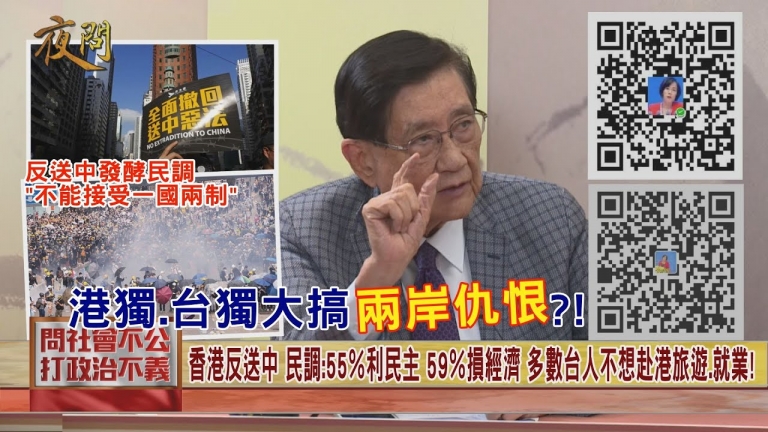 夜問
全面撤回
送中惡法
NO EXTRADITION TO CHINA
反送中發酵民調
"不能接受一國兩制"
港獨.台獨大搞兩岸仇恨?!
問社會不公
打政治不義
香港反送中 民調:55%利民主 59%損經濟 多數台人不想赴港旅遊.就業!